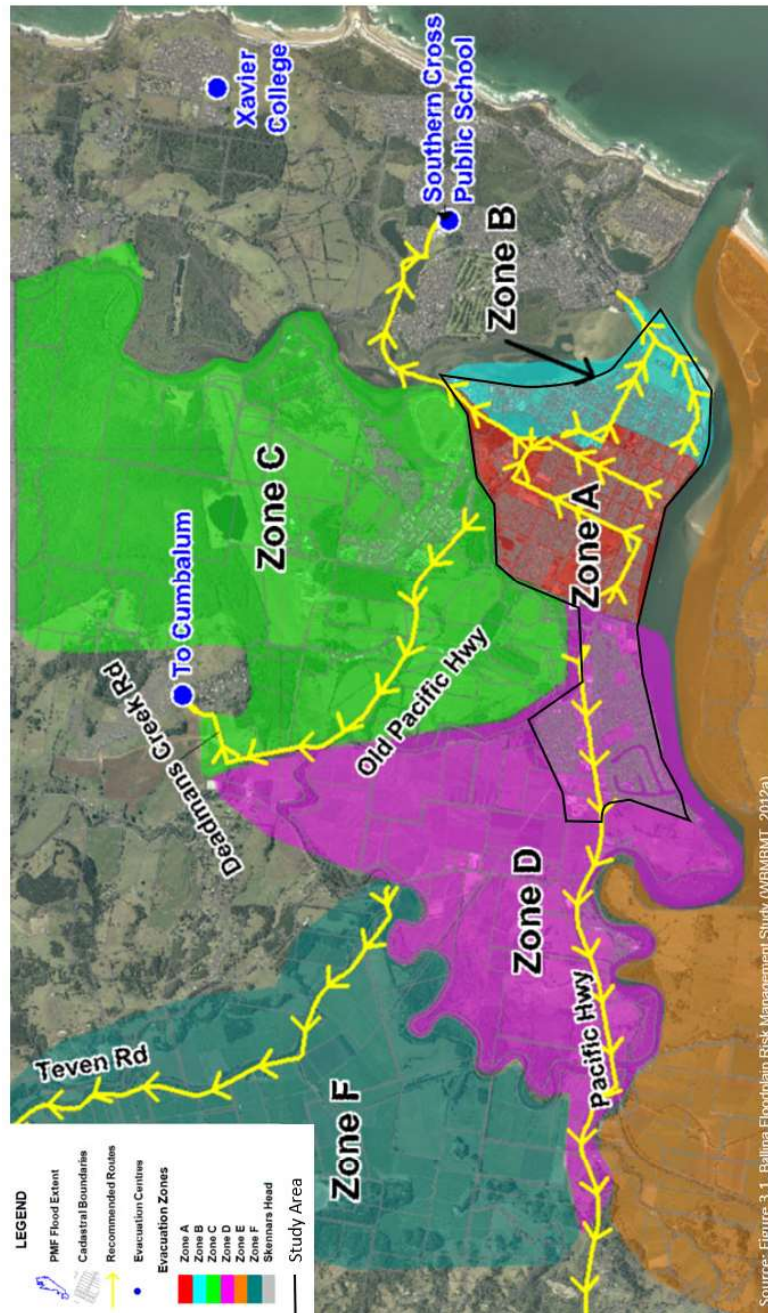 LEGEND
PMF Flood Extent
Cadastral Boundaries
Recommended Routes
Evacuation Centres
Evacuation Zones
Zone A
Zone B
Zone C
Zone D
Zone E
Zone F
Skennars Head
Study Area
Teven Rd
Zone F
Deadmans Creek Rd
To Cumbalum
Zone C
Old Pacific Hwy
Zone D
Pacific Hwy
Zone A
Zone B
Xavier
College
Southern Cross
Public School
Source: Figure 3.1, Ballina Floodplain Risk Management Study (WBMBMT, 2012a)